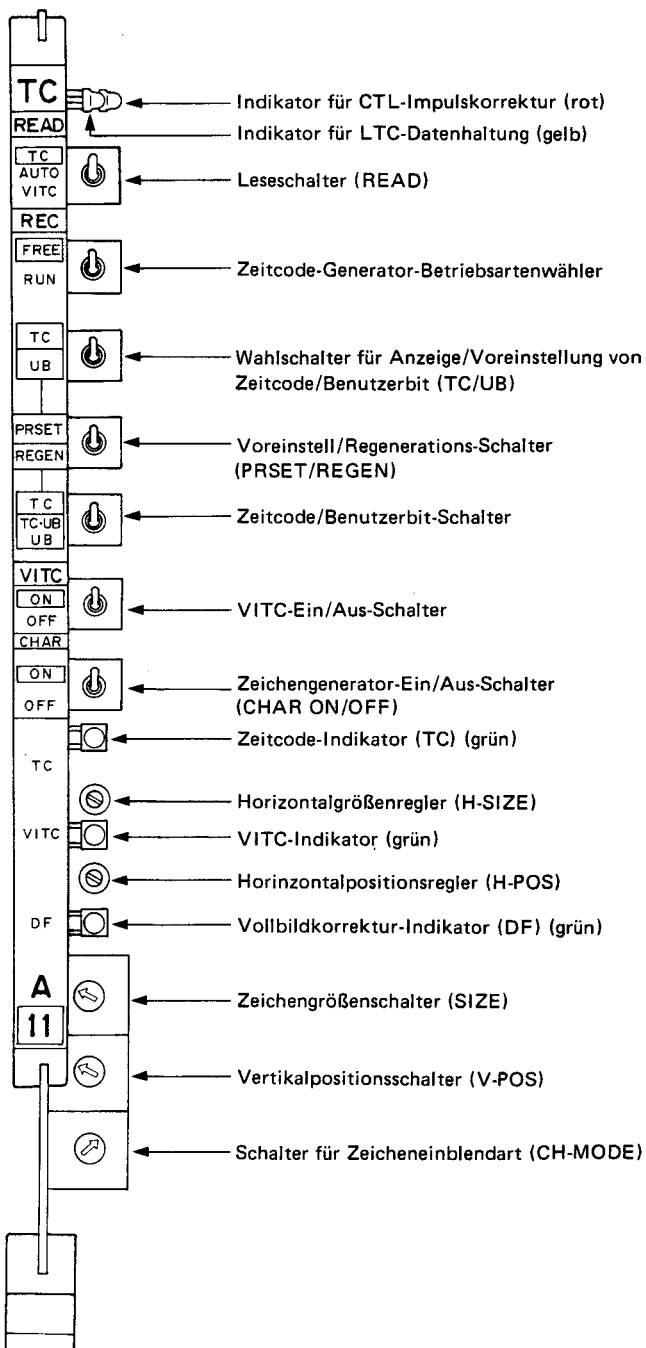 TC
Indikator für CTL-Impulskorrektur (rot)
READ
Indikator für LTC-Datenhaltung (gelb)
TC
AUTO
VITC
Leseschalter (READ)
REC
FREE
RUN
Zeitcode-Generator-Betriebsartenwähler
TC
UB
Wahlschalter für Anzeige/Voreinstellung von
Zeitcode/Benutzerbit (TC/UB)
PRSET
REGEN
Voreinstell/Regenerations-Schalter
(PRSET/REGEN)
TC
TC·UB
UB
Zeitcode/Benutzerbit-Schalter
VITC
ON
OFF
VITC-Ein/Aus-Schalter
CHAR
ON
OFF
Zeichengenerator-Ein/Aus-Schalter
(CHAR ON/OFF)
Zeitcode-Indikator (TC) (grün)
TC
Horizontalgrößenregler (H-SIZE)
VITC
VITC-Indikator (grün)
Horinzontalpositionsregler (H-POS)
DF
Vollbildkorrektur-Indikator (DF) (grün)
A
11
Zeichengrößenschalter (SIZE)
Vertikalpositionsschalter (V-POS)
Schalter für Zeicheneinblendart (CH-MODE)